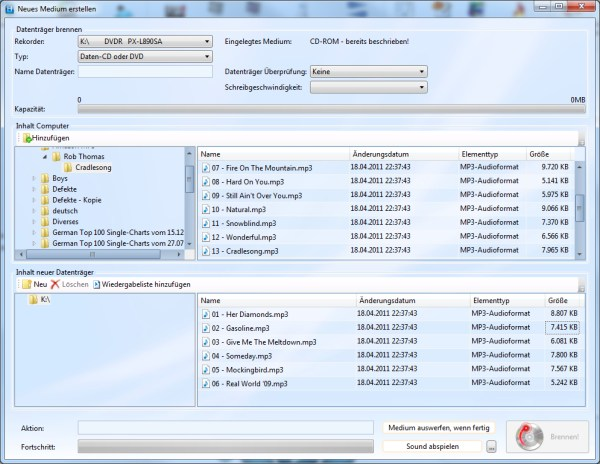 Neues Medium erstellen
Datenträger brennen
Rekorder: K:\ DVDR PX-L890SA Eingelegtes Medium: CD-ROM - bereits beschrieben!
Typ: Daten-CD oder DVD
Name Datenträger: Datenträger Überprüfung: Keine
Schreibgeschwindigkeit:
0 0MB
Kapazität:
Inhalt Computer
Hinzufügen
Name Änderungsdatum Elementtyp Größe
Rob Thomas
Cradlesong
Boys
Defekte
Defekte - Kopie
deutsch
Diverses
German Top 100 Single-Charts vom 15.12
German Top 100 Single-Charts vom 27.07
07 - Fire On The Mountain.mp3 18.04.2011 22:37:43 MP3-Audioformat 9.720 KB
08 - Hard On You.mp3 18.04.2011 22:37:43 MP3-Audioformat 5.141 KB
09 - Still Ain't Over You.mp3 18.04.2011 22:37:43 MP3-Audioformat 5.975 KB
10 - Natural.mp3 18.04.2011 22:37:43 MP3-Audioformat 9.066 KB
11 - Snowblind.mp3 18.04.2011 22:37:43 MP3-Audioformat 7.370 KB
12 - Wonderful.mp3 18.04.2011 22:37:43 MP3-Audioformat 6.566 KB
13 - Cradlesong.mp3 18.04.2011 22:37:43 MP3-Audioformat 7.965 KB
Inhalt neuer Datenträger
Neu Löschen Wiedergabeliste hinzufügen
K:\
Name Änderungsdatum Elementtyp Größe
01 - Her Diamonds.mp3 18.04.2011 22:37:43 MP3-Audioformat 8.807 KB
02 - Gasoline.mp3 18.04.2011 22:37:43 MP3-Audioformat 7.415 KB
03 - Give Me The Meltdown.mp3 18.04.2011 22:37:43 MP3-Audioformat 6.081 KB
04 - Someday.mp3 18.04.2011 22:37:43 MP3-Audioformat 7.800 KB
05 - Mockingbird.mp3 18.04.2011 22:37:43 MP3-Audioformat 7.567 KB
06 - Real World '09.mp3 18.04.2011 22:37:43 MP3-Audioformat 5.242 KB
Aktion: Medium auswerfen, wenn fertig
Brennen!
Fortschritt: Sound abspielen ...